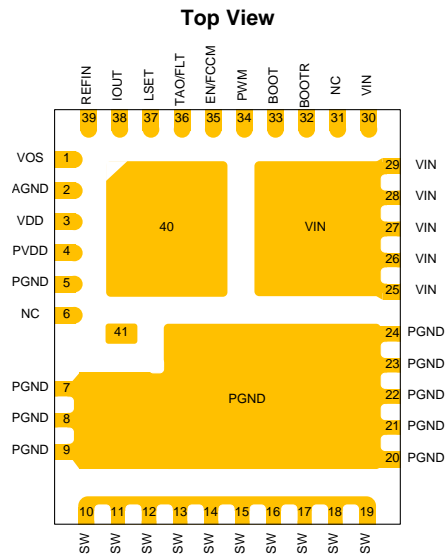 Top View
REFIN
IOUT
LSET
TAO/FLT
EN/FCCM
PWM
BOOT
BOOTR
NC
VIN
39
38
37
36
35
34
33
32
31
30
VOS 1
AGND 2
VDD 3
PVDD 4
PGND 5
NC 6
40
VIN
29 VIN
28 VIN
27 VIN
26 VIN
25 VIN
41
24 PGND
23 PGND
22 PGND
21 PGND
20 PGND
PGND
PGND 7
PGND 8
PGND 9
10
11
12
13
14
15
16
17
18
19
SW
SW
SW
SW
SW
SW
SW
SW
SW
SW